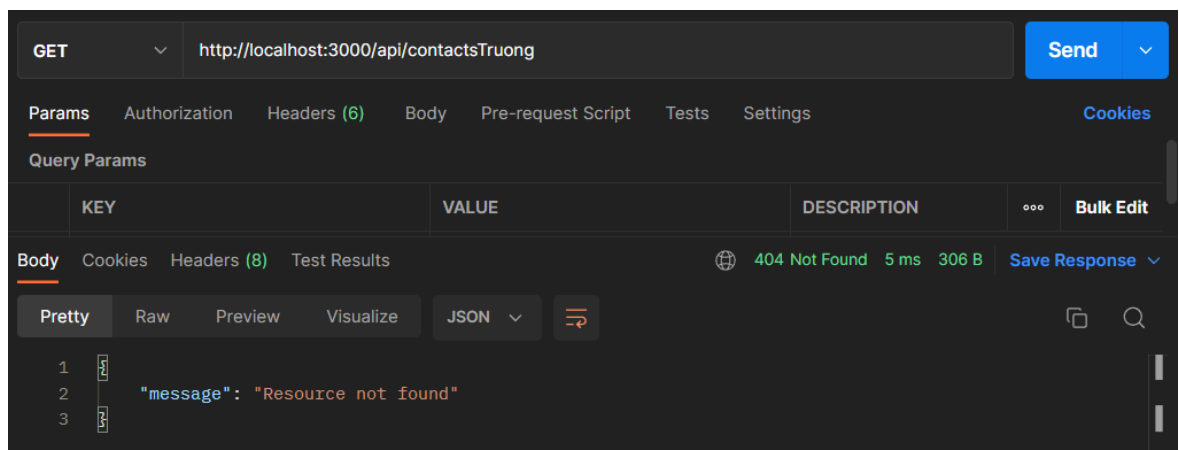 GET http://localhost:3000/api/contactsTruong Send
Params Authorization Headers (6) Body Pre-request Script Tests Settings Cookies
Query Params
KEY VALUE DESCRIPTION ooo Bulk Edit
Body Cookies Headers (8) Test Results 404 Not Found 5 ms 306 B Save Response
Pretty Raw Preview Visualize JSON
1 {
2 "message": "Resource not found"
3 }